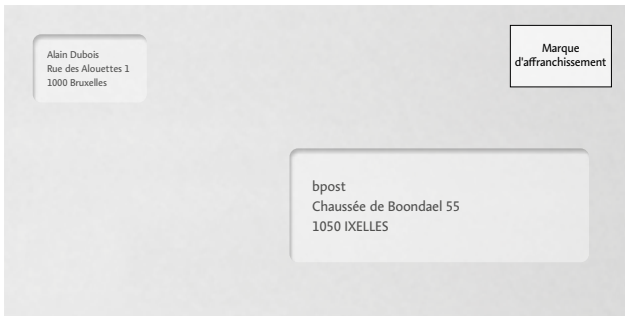 Alain Dubois
Rue des Alouettes 1
1000 Bruxelles
Marque
d'affranchissement
bpost
Chaussée de Boondael 55
1050 IXELLES